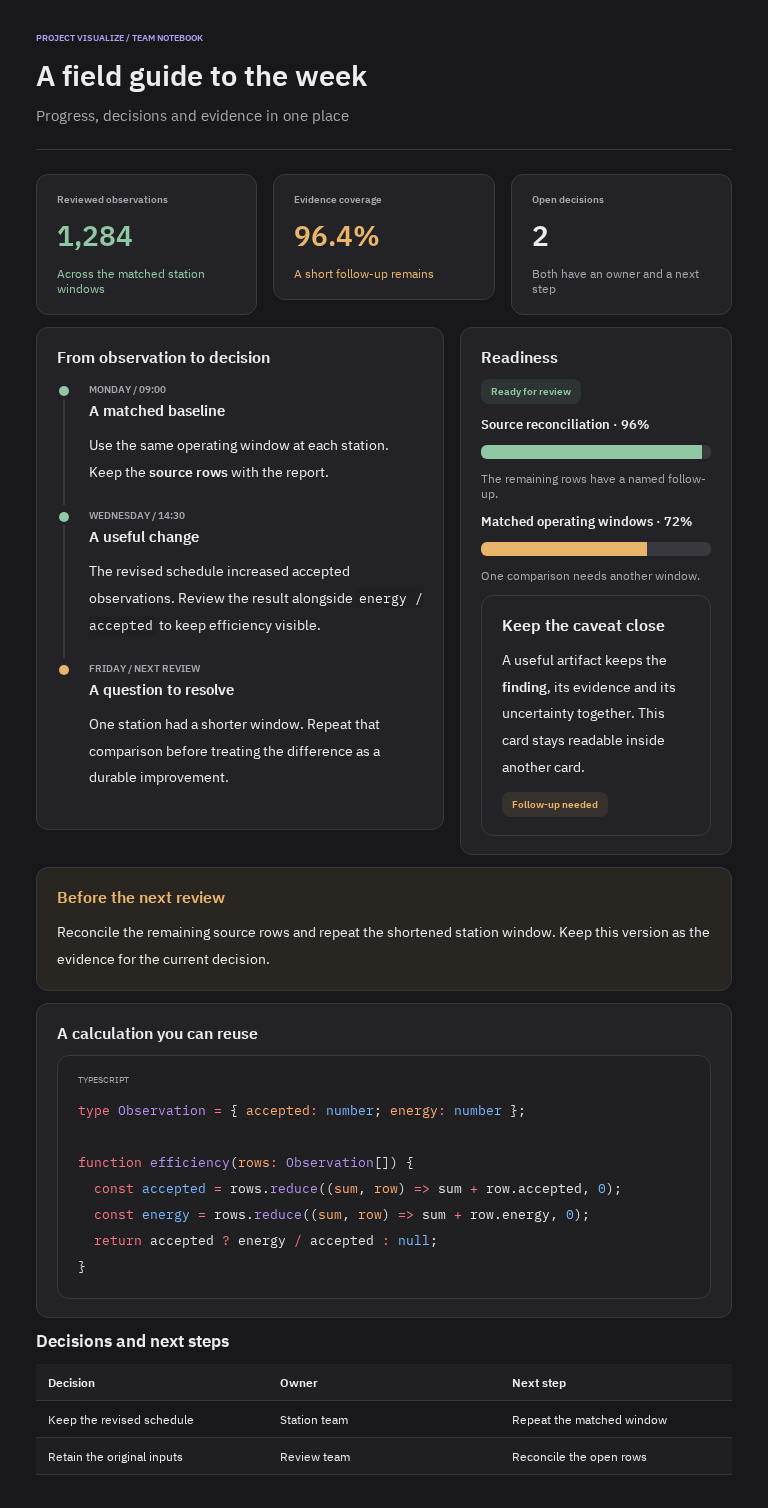 PROJECT VISUALIZE / TEAM NOTEBOOK
A field guide to the week
Progress, decisions and evidence in one place
Reviewed observations
1,284
Across the matched station
windows
Evidence coverage
96.4%
A short follow-up remains
Open decisions
2
Both have an owner and a next
step
From observation to decision
MONDAY / 09:00
A matched baseline
Use the same operating window at each station.
Keep the source rows with the report.
WEDNESDAY / 14:30
A useful change
The revised schedule increased accepted
observations. Review the result alongside energy /
accepted to keep efficiency visible.
FRIDAY / NEXT REVIEW
A question to resolve
One station had a shorter window. Repeat that
comparison before treating the difference as a
durable improvement.
Readiness
Ready for review
Source reconciliation · 96%
The remaining rows have a named follow-
up.
Matched operating windows · 72%
One comparison needs another window.
Keep the caveat close
A useful artifact keeps the
finding, its evidence and its
uncertainty together. This
card stays readable inside
another card.
Follow-up needed
Before the next review
Reconcile the remaining source rows and repeat the shortened station window. Keep this version as the
evidence for the current decision.
A calculation you can reuse
TYPESCRIPT
type Observation = { accepted: number; energy: number };
function efficiency(rows: Observation[]) {
  const accepted = rows.reduce((sum, row) => sum + row.accepted, 0);
  const energy = rows.reduce((sum, row) => sum + row.energy, 0);
  return accepted ? energy / accepted : null;
}
Decisions and next steps
Decision Owner Next step
Keep the revised schedule Station team Repeat the matched window
Retain the original inputs Review team Reconcile the open rows